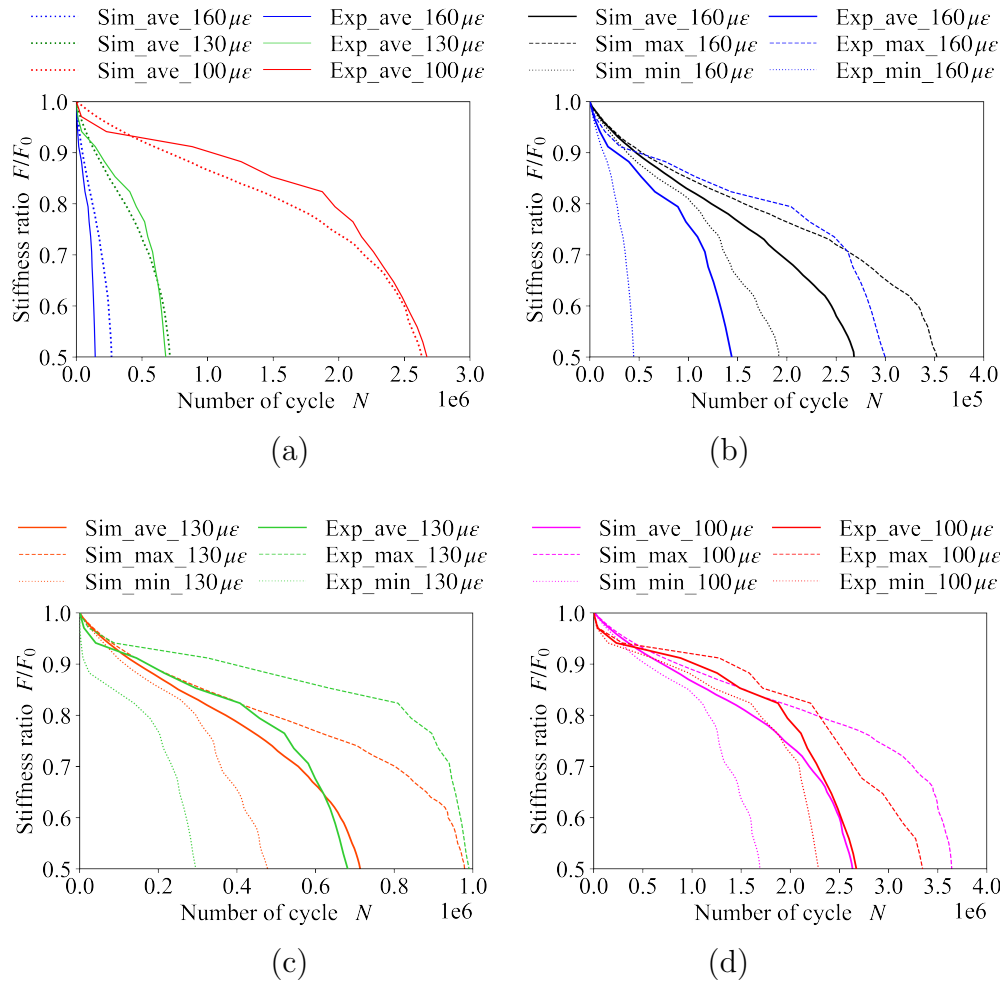 Sim_ave_160με Exp_ave_160με
Sim_ave_130με Exp_ave_130με
Sim_ave_100με Exp_ave_100με
1.0
0.9
0.8
0.7
0.6
0.5
Stiffness ratio F/F0
0.0 0.5 1.0 1.5 2.0 2.5 3.0
Number of cycle N 1e6
(a)
Sim_ave_160με Exp_ave_160με
Sim_max_160με Exp_max_160με
Sim_min_160με Exp_min_160με
1.0
0.9
0.8
0.7
0.6
0.5
Stiffness ratio F/F0
0.0 0.5 1.0 1.5 2.0 2.5 3.0 3.5 4.0
Number of cycle N 1e5
(b)
Sim_ave_130με Exp_ave_130με
Sim_max_130με Exp_max_130με
Sim_min_130με Exp_min_130με
1.0
0.9
0.8
0.7
0.6
0.5
Stiffness ratio F/F0
0.0 0.2 0.4 0.6 0.8 1.0
Number of cycle N 1e6
(c)
Sim_ave_100με Exp_ave_100με
Sim_max_100με Exp_max_100με
Sim_min_100με Exp_min_100με
1.0
0.9
0.8
0.7
0.6
0.5
Stiffness ratio F/F0
0.0 0.5 1.0 1.5 2.0 2.5 3.0 3.5 4.0
Number of cycle N 1e6
(d)